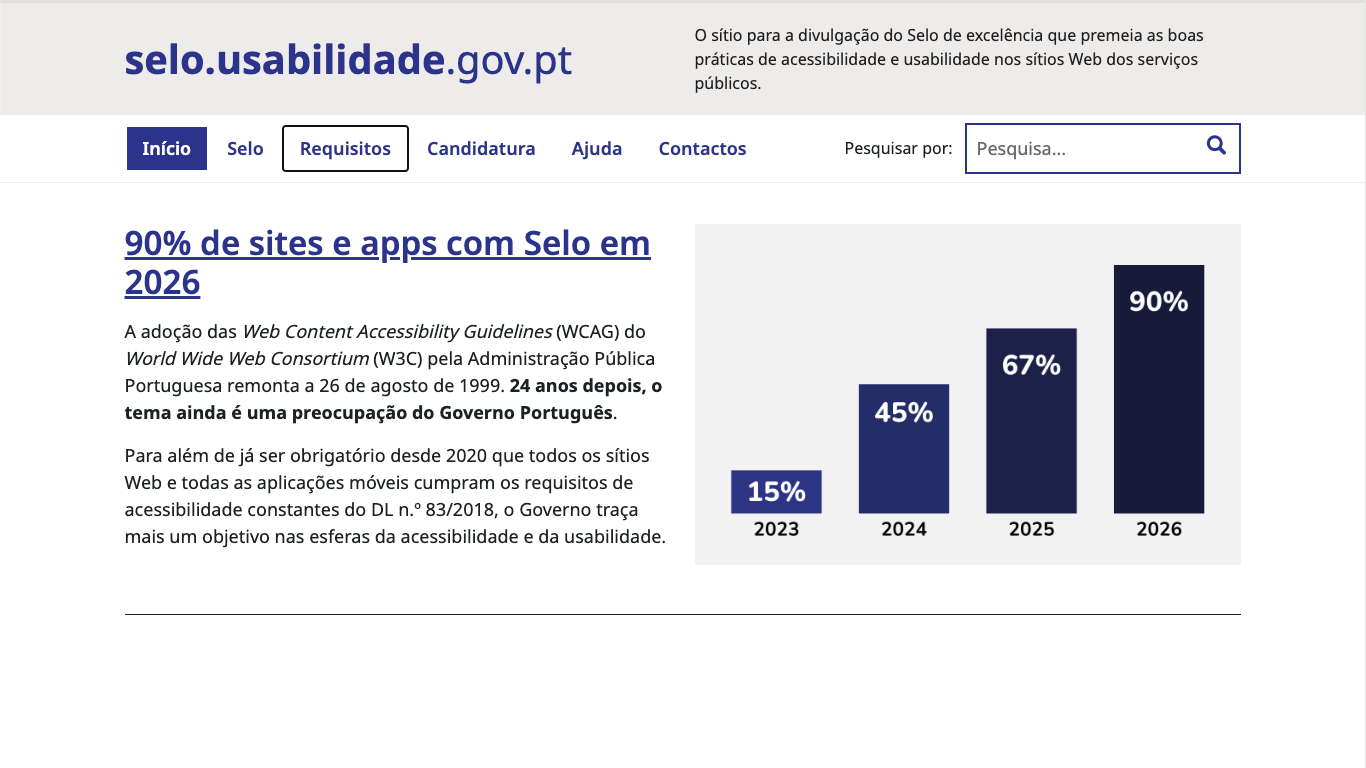 selo.usabilidade.gov.pt
O sítio para a divulgação do Selo de excelência que premeia as boas
práticas de acessibilidade e usabilidade nos sítios Web dos serviços
públicos.
Início Selo Requisitos Candidatura Ajuda Contactos Pesquisar por: Pesquisa...
90% de sites e apps com Selo em
2026
A adoção das Web Content Accessibility Guidelines (WCAG) do
World Wide Web Consortium (W3C) pela Administração Pública
Portuguesa remonta a 26 de agosto de 1999. 24 anos depois, o
tema ainda é uma preocupação do Governo Português.
Para além de já ser obrigatório desde 2020 que todos os sítios
Web e todas as aplicações móveis cumpram os requisitos de
acessibilidade constantes do DL n.º 83/2018, o Governo traça
mais um objetivo nas esferas da acessibilidade e da usabilidade.
15% 45% 67% 90%
2023 2024 2025 2026